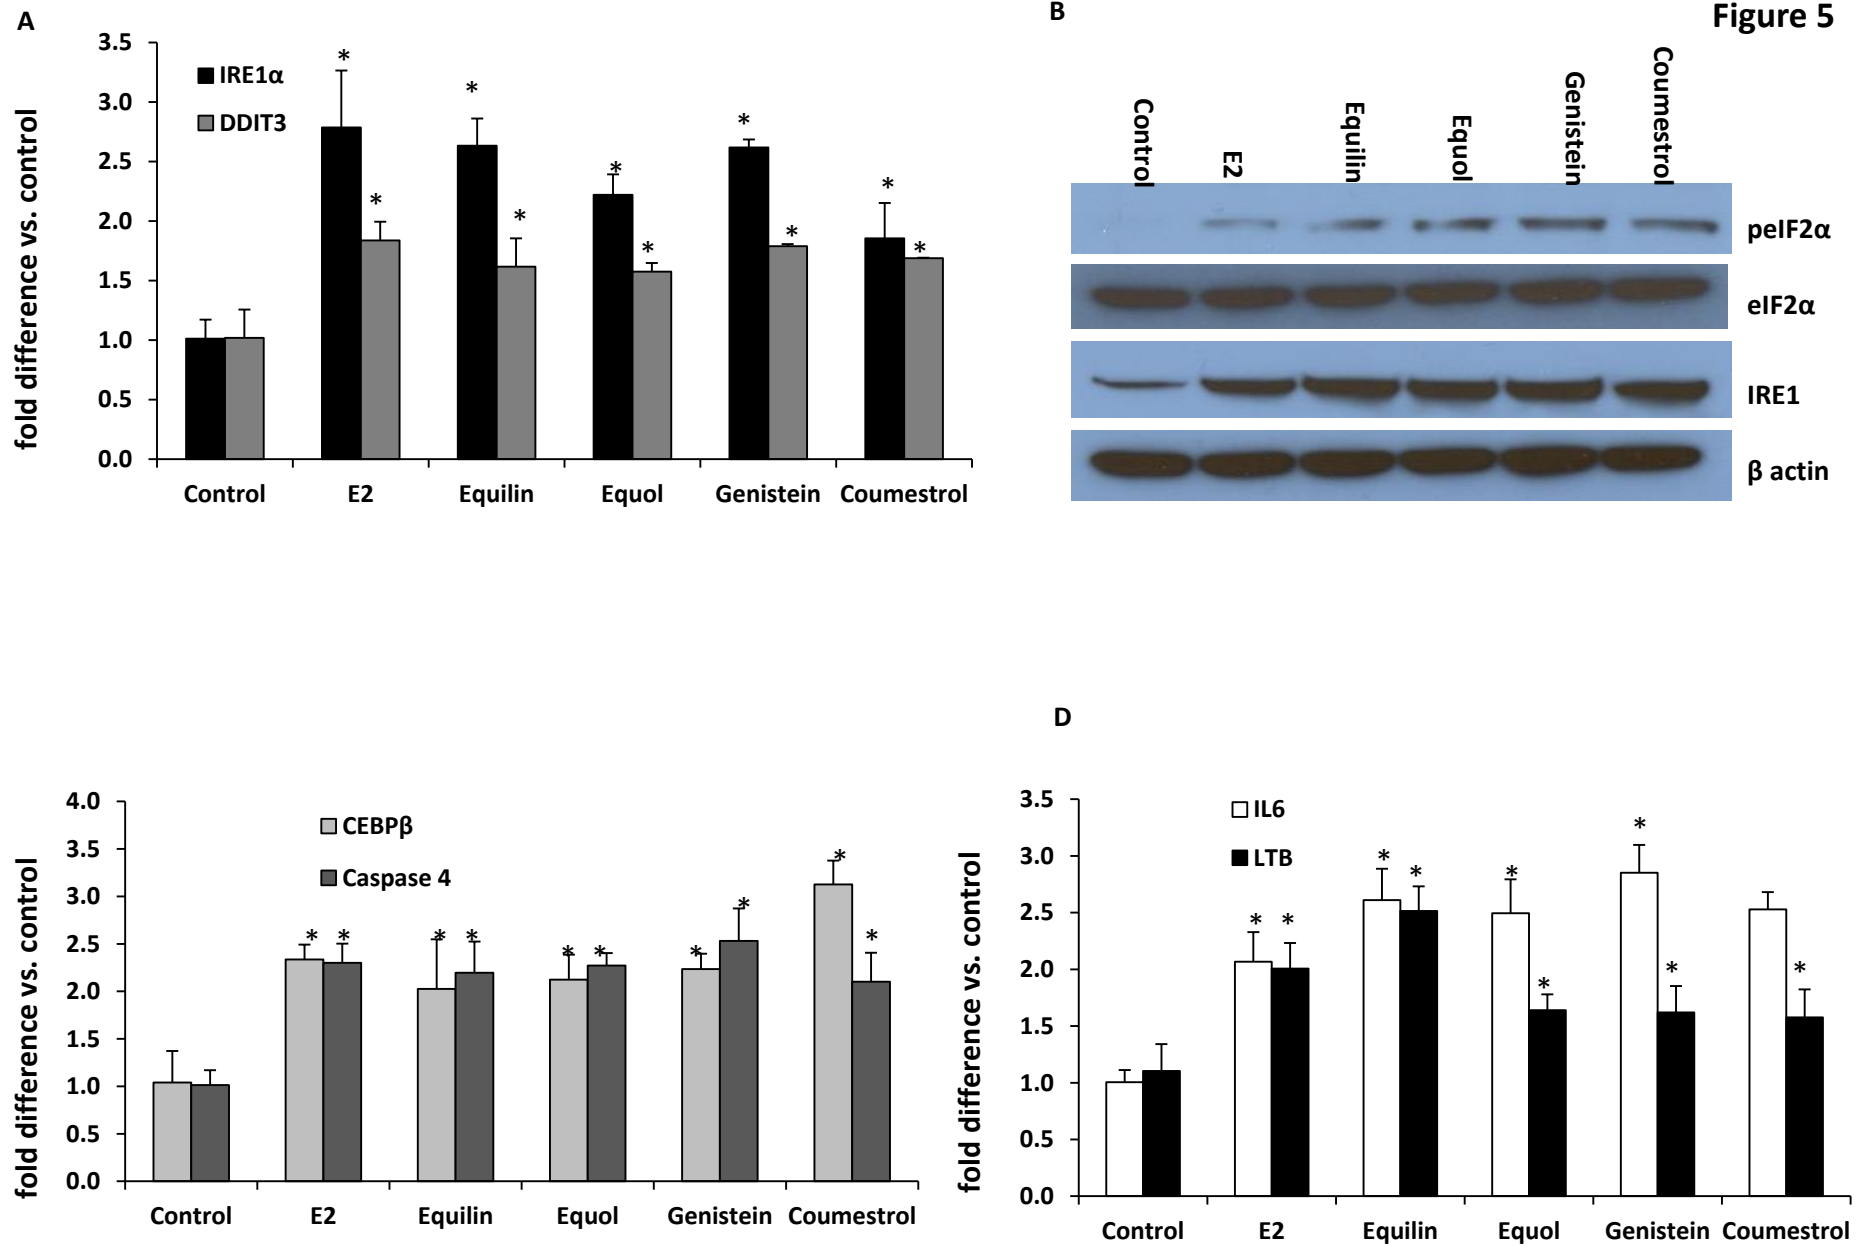 Figure 5
A
fold difference vs. control
3.5
3.0
2.5
2.0
1.5
1.0
0.5
0.0
IRE1α
DDIT3
* * * * * * * * * *
Control E2 Equilin Equol Genistein Coumestrol
B
Control E2 Equilin Equol Genistein Coumestrol
peIF2α
eIF2α
IRE1
β actin
fold difference vs. control
4.0
3.5
3.0
2.5
2.0
1.5
1.0
0.5
0.0
CEBPβ
Caspase 4
* * * * * * * * * *
Control E2 Equilin Equol Genistein Coumestrol
D
fold difference vs. control
3.5
3.0
2.5
2.0
1.5
1.0
0.5
0.0
IL6
LTB
* * * * * * * * *
Control E2 Equilin Equol Genistein Coumestrol